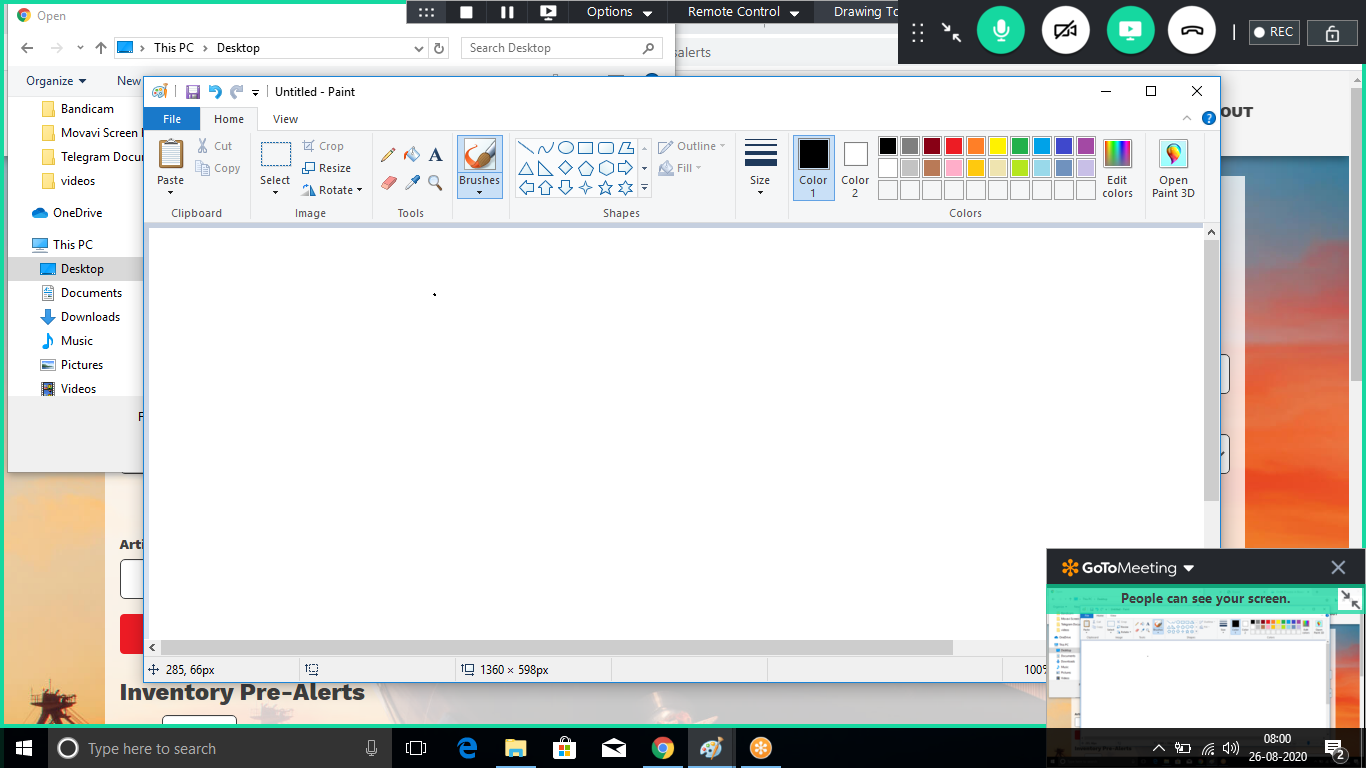 Open
Options
Remote Control
Drawing To
REC
This PC
Desktop
Search Desktop
salerts
Organize
New
OUT
Untitled - Paint
File
Home
View
Bandicam
Movavi Screen
Telegram Docu
videos
OneDrive
This PC
Desktop
Documents
Downloads
Music
Pictures
Videos
Paste
Cut
Copy
Clipboard
Select
Crop
Resize
Rotate
Image
A
Tools
Brushes
Outline
Fill
Shapes
Size
Color
1
Color
2
Edit
colors
Colors
Open
Paint 3D
Arti
285, 66px
1360 × 598px
100%
Inventory Pre-Alerts
GoToMeeting
People can see your screen.
Type here to search
08:00
26-08-2020
2